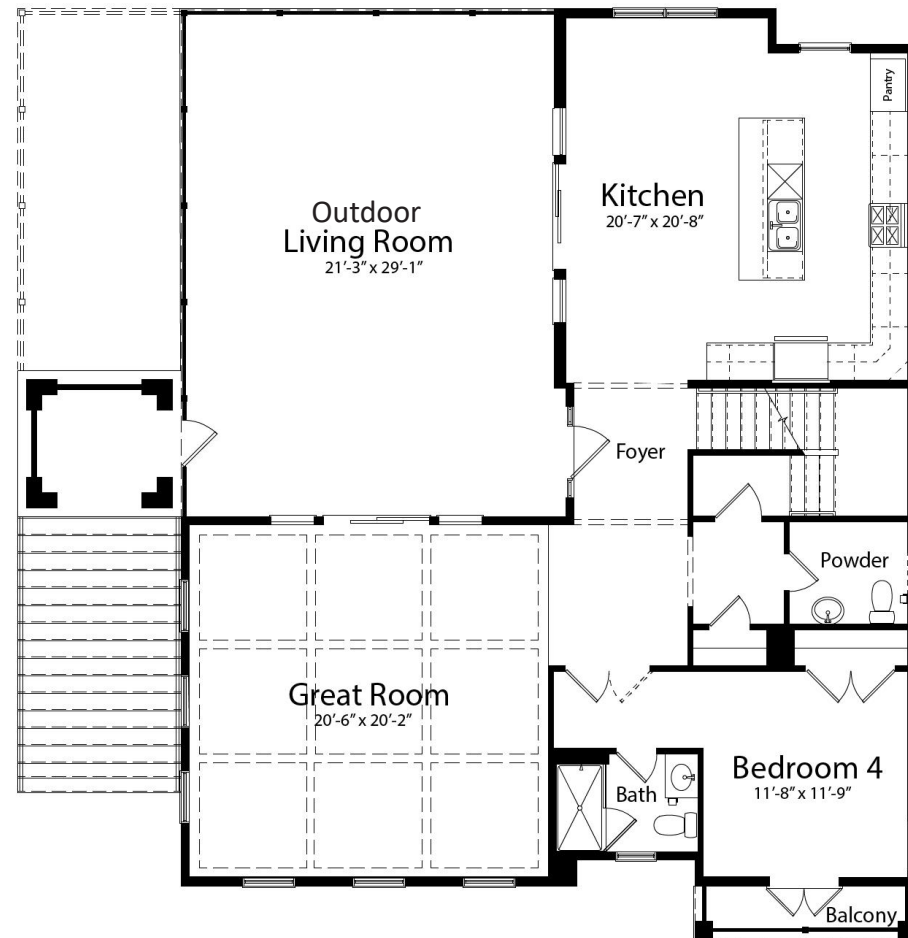 Pantry
Kitchen
20’-7” x 20’-8”
Outdoor
Living Room
21’-3” x 29’-1”
Foyer
Powder
Great Room
20’-6” x 20’-2”
Bedroom 4
11’-8” x 11’-9”
Bath
Balcony